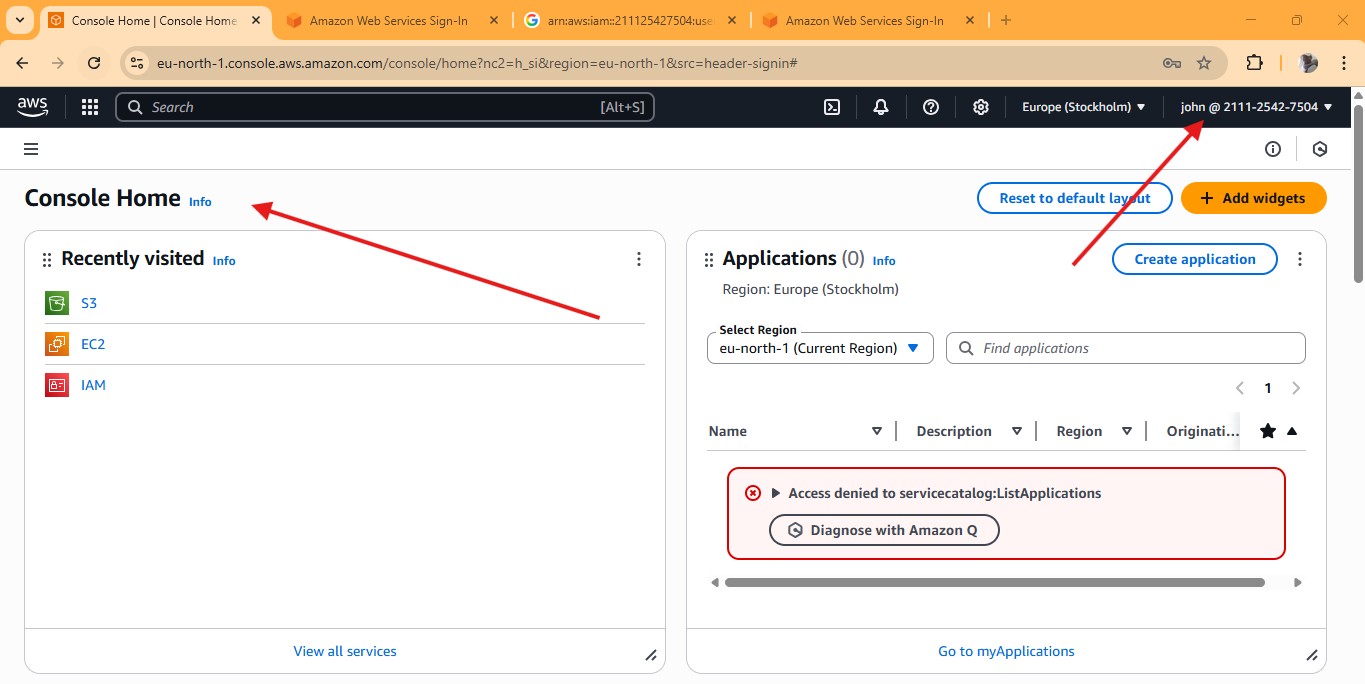 Console Home | Console Home
Amazon Web Services Sign-In
arn:aws:iam::211125427504:use
Amazon Web Services Sign-In
eu-north-1.console.aws.amazon.com/console/home?nc2=h_si&region=eu-north-1&src=header-signin#
aws
Search
[Alt+S]
Europe (Stockholm)
john @ 2111-2542-7504
Console Home Info
Reset to default layout
+ Add widgets
Recently visited Info
S3
EC2
IAM
View all services
Applications (0) Info
Create application
Region: Europe (Stockholm)
Select Region
eu-north-1 (Current Region)
Find applications
1
Name
Description
Region
Originati...
Access denied to servicecatalog:ListApplications
Diagnose with Amazon Q
Go to myApplications